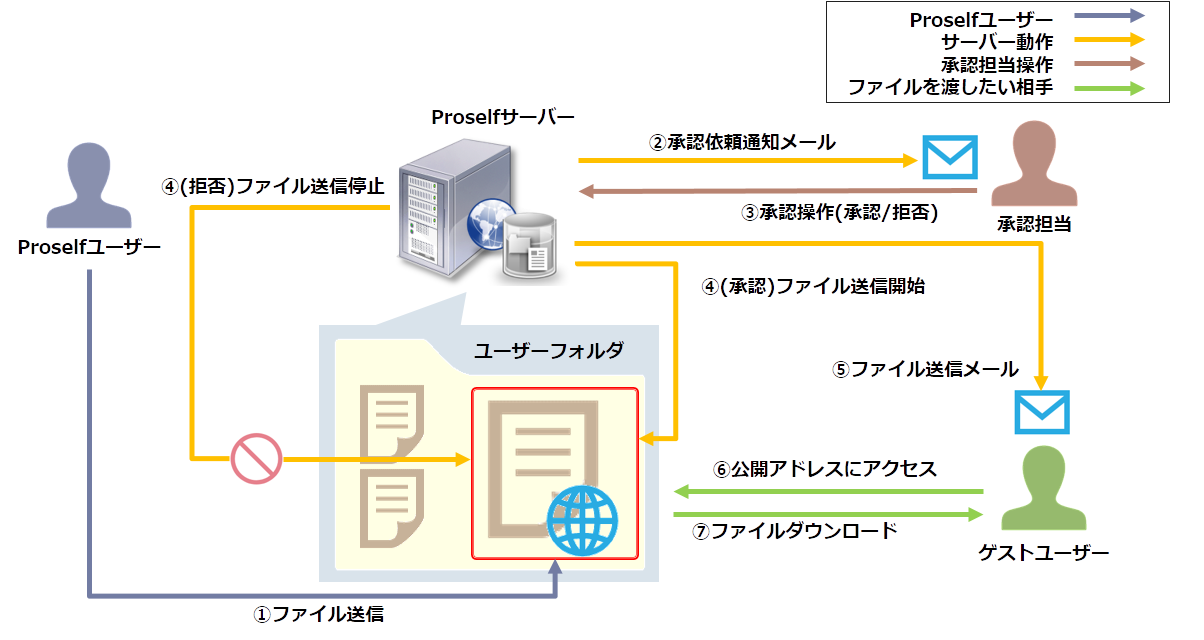 Proselfユーザー
サーバー動作
承認担当操作
ファイルを渡したい相手
Proselfサーバー
②承認依頼通知メール
④(拒否)ファイル送信停止
③承認操作(承認/拒否)
承認担当
Proselfユーザー
④(承認)ファイル送信開始
ユーザーフォルダ
⑤ファイル送信メール
⑥公開アドレスにアクセス
⑦ファイルダウンロード
ゲストユーザー
①ファイル送信